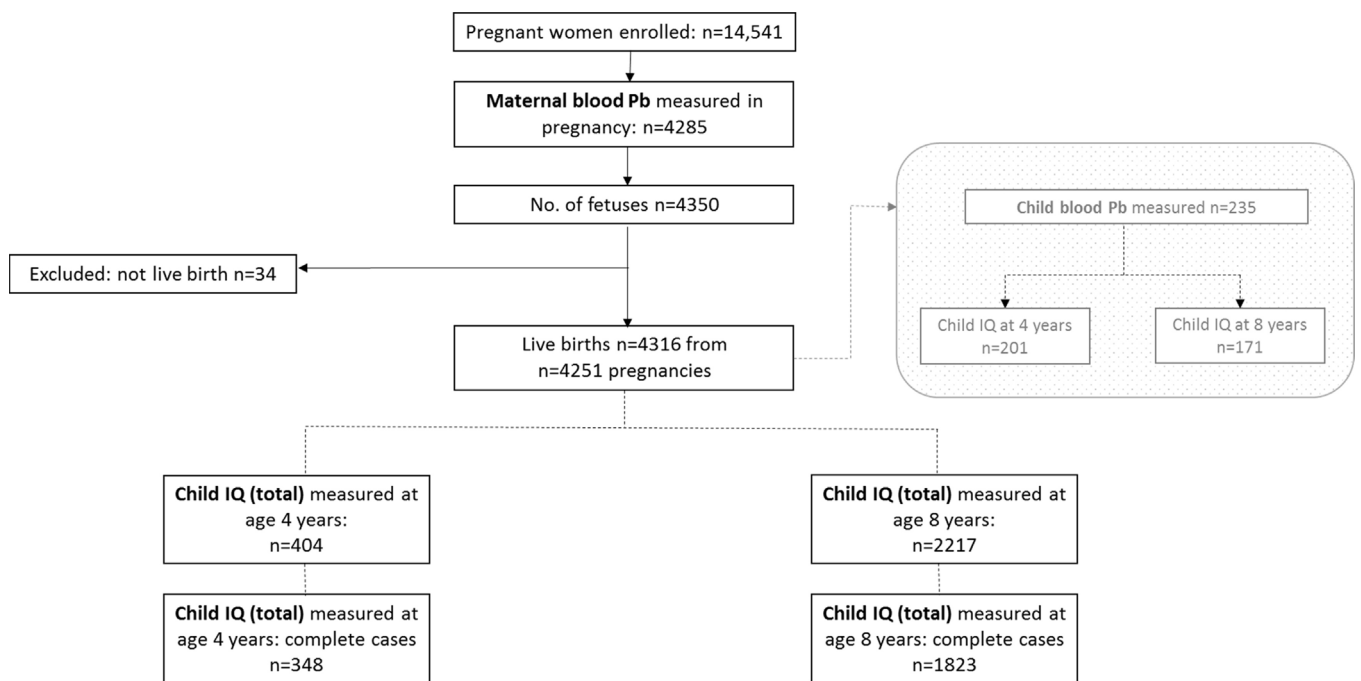 Pregnant women enrolled: n=14,541
Maternal blood Pb measured in
pregnancy: n=4285
No. of fetuses n=4350
Excluded: not live birth n=34
Live births n=4316 from
n=4251 pregnancies
Child blood Pb measured n=235
Child IQ at 4 years
n=201
Child IQ at 8 years
n=171
Child IQ (total) measured at
age 4 years:
n=404
Child IQ (total) measured at
age 8 years:
n=2217
Child IQ (total) measured at
age 4 years: complete cases
n=348
Child IQ (total) measured at
age 8 years: complete cases
n=1823